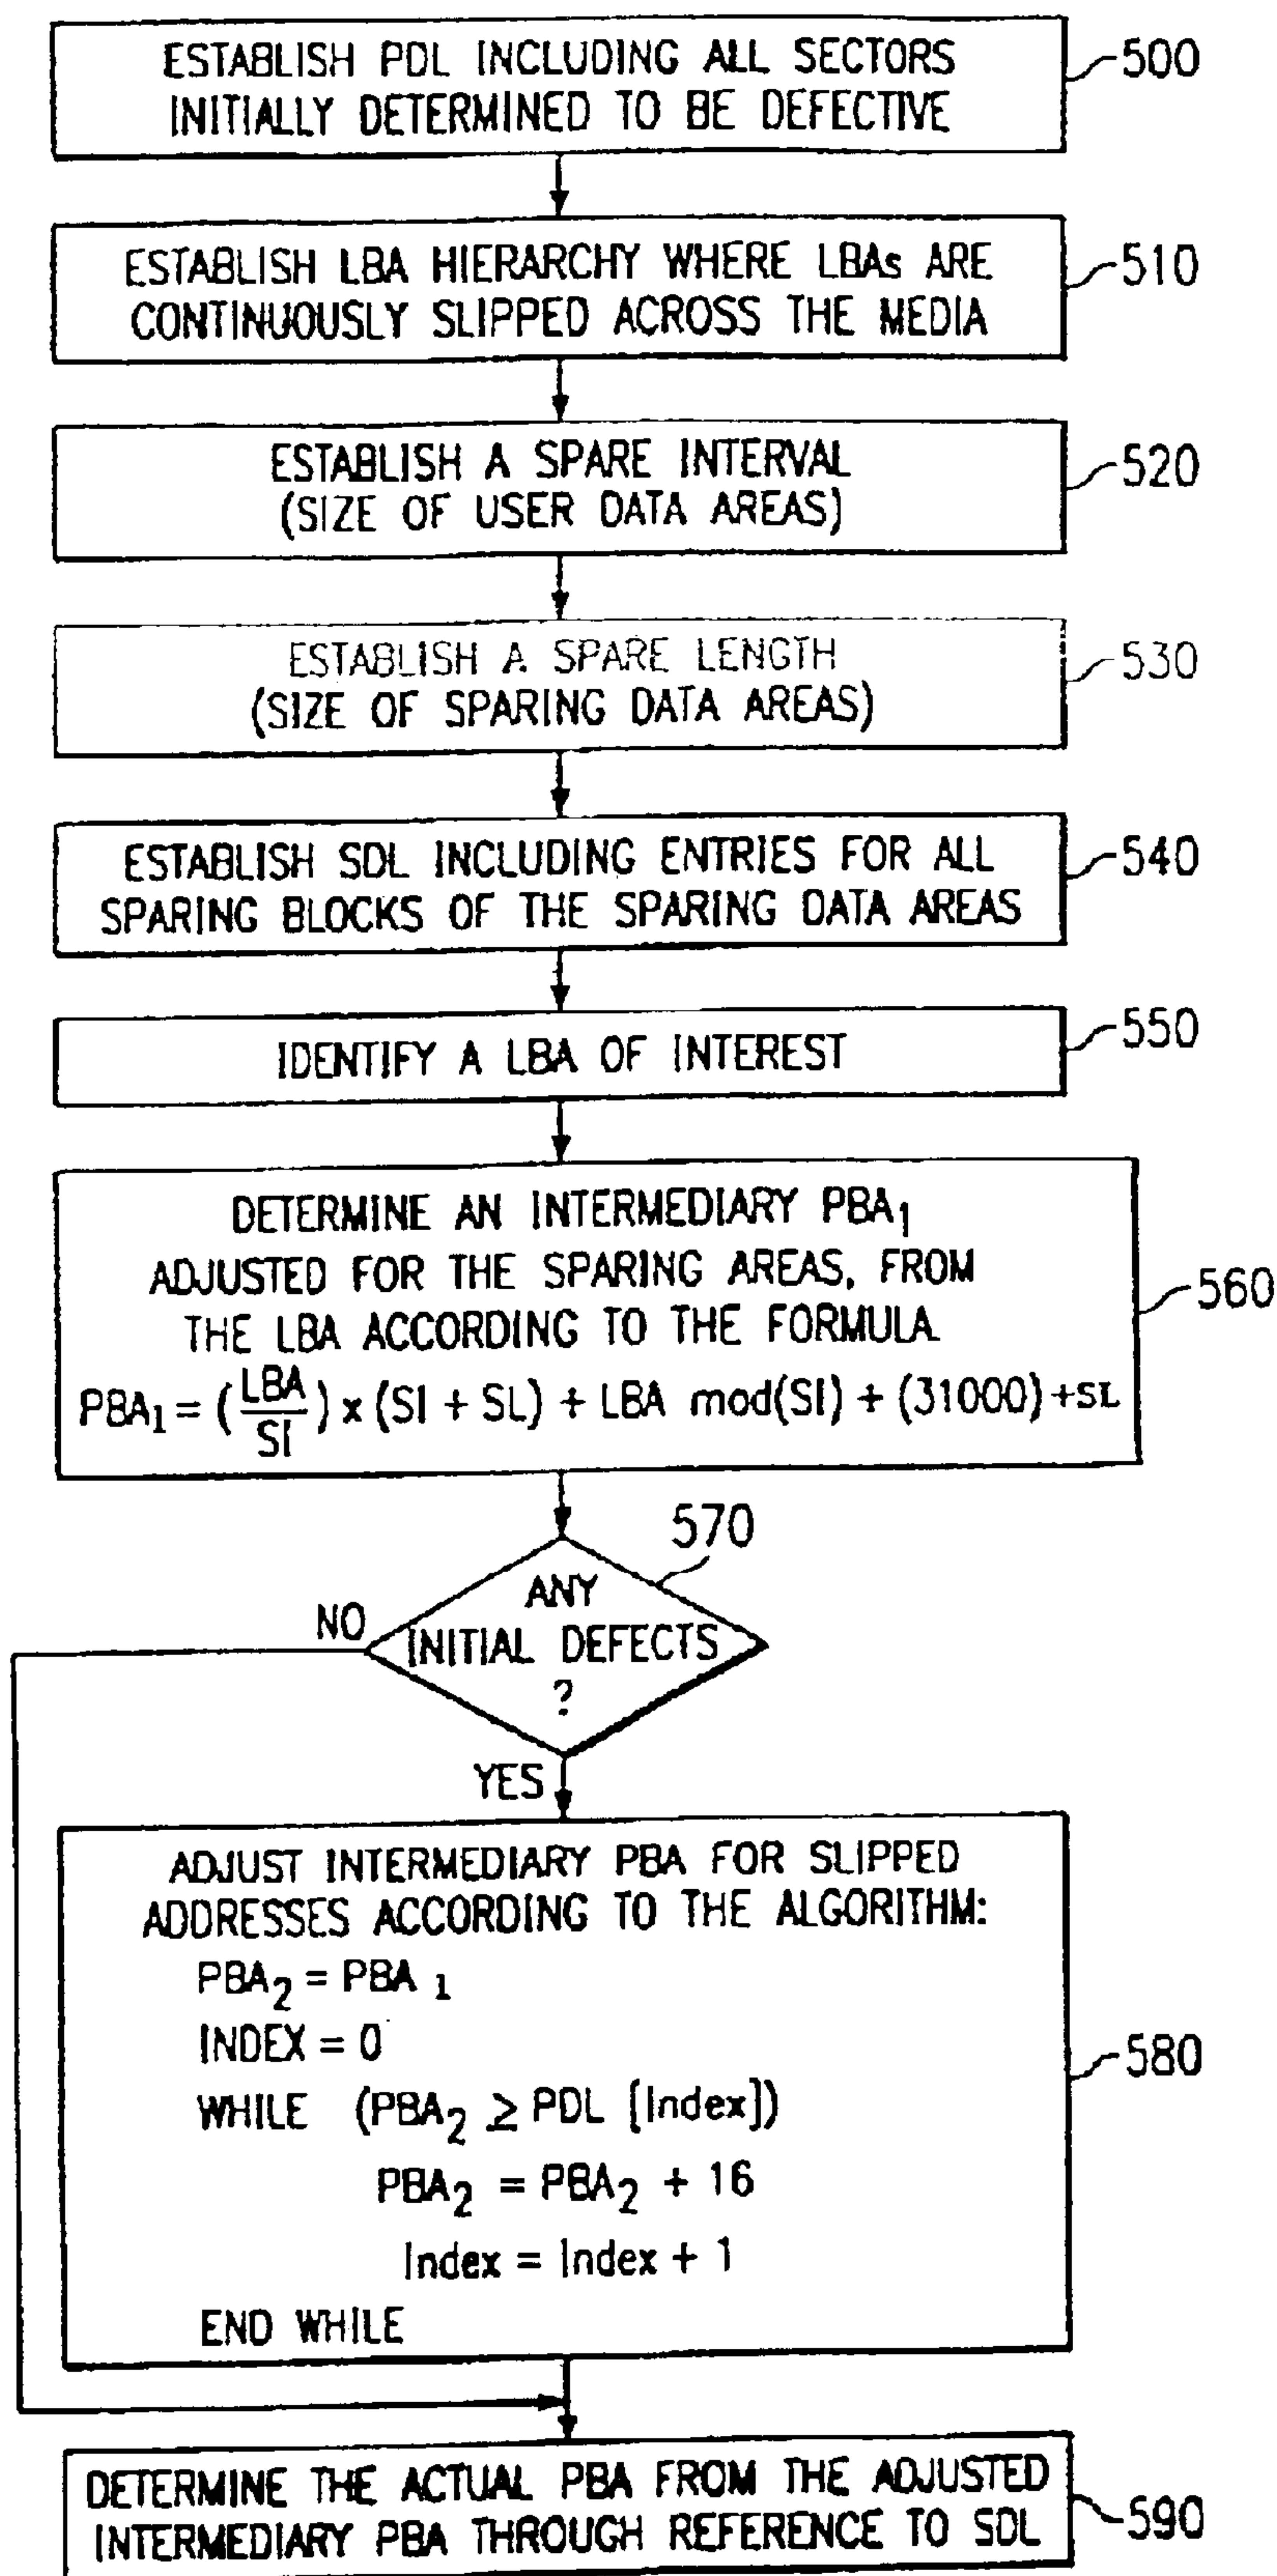 ESTABLISH PDL INCLUDING ALL SECTORS
INITIALLY DETERMINED TO BE DEFECTIVE
500
ESTABLISH LBA HIERARCHY WHERE LBAs ARE
CONTINUOUSLY SLIPPED ACROSS THE MEDIA
510
ESTABLISH A SPARE INTERVAL
(SIZE OF USER DATA AREAS)
520
ESTABLISH A SPARE LENGTH
(SIZE OF SPARING DATA AREAS)
530
ESTABLISH SDL INCLUDING ENTRIES FOR ALL
SPARING BLOCKS OF THE SPARING DATA AREAS
540
IDENTIFY A LBA OF INTEREST
550
DETERMINE AN INTERMEDIARY PBA₁
ADJUSTED FOR THE SPARING AREAS, FROM
THE LBA ACCORDING TO THE FORMULA.
PBA₁ = (LBA/SI) x (SI + SL) + LBA mod(SI) + (31000) +SL
560
570
ANY
INITIAL DEFECTS
?
NO
YES
ADJUST INTERMEDIARY PBA FOR SLIPPED
ADDRESSES ACCORDING TO THE ALGORITHM:
PBA₂ = PBA ₁
INDEX = 0
WHILE (PBA₂ ≥ PDL [Index])
PBA₂ = PBA₂ + 16
Index = Index + 1
END WHILE
580
DETERMINE THE ACTUAL PBA FROM THE ADJUSTED
INTERMEDIARY PBA THROUGH REFERENCE TO SDL
590